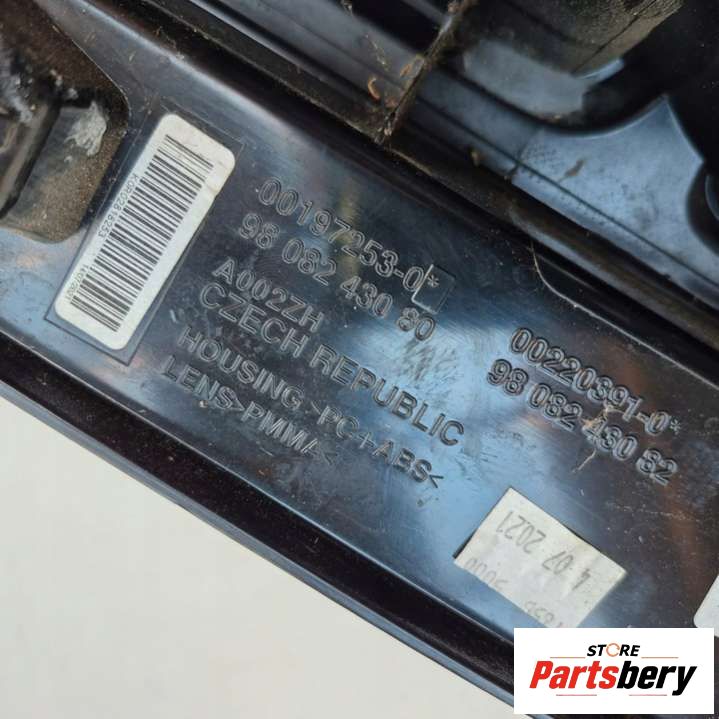 00197253-0*
98 082 430 80
A002ZH
CZECH REPUBLIC
HOUSING >PC+ABS<
LENS>PMMA<
00220391-0*
98 082 430 82
4 07 2021
STORE
Partsbery